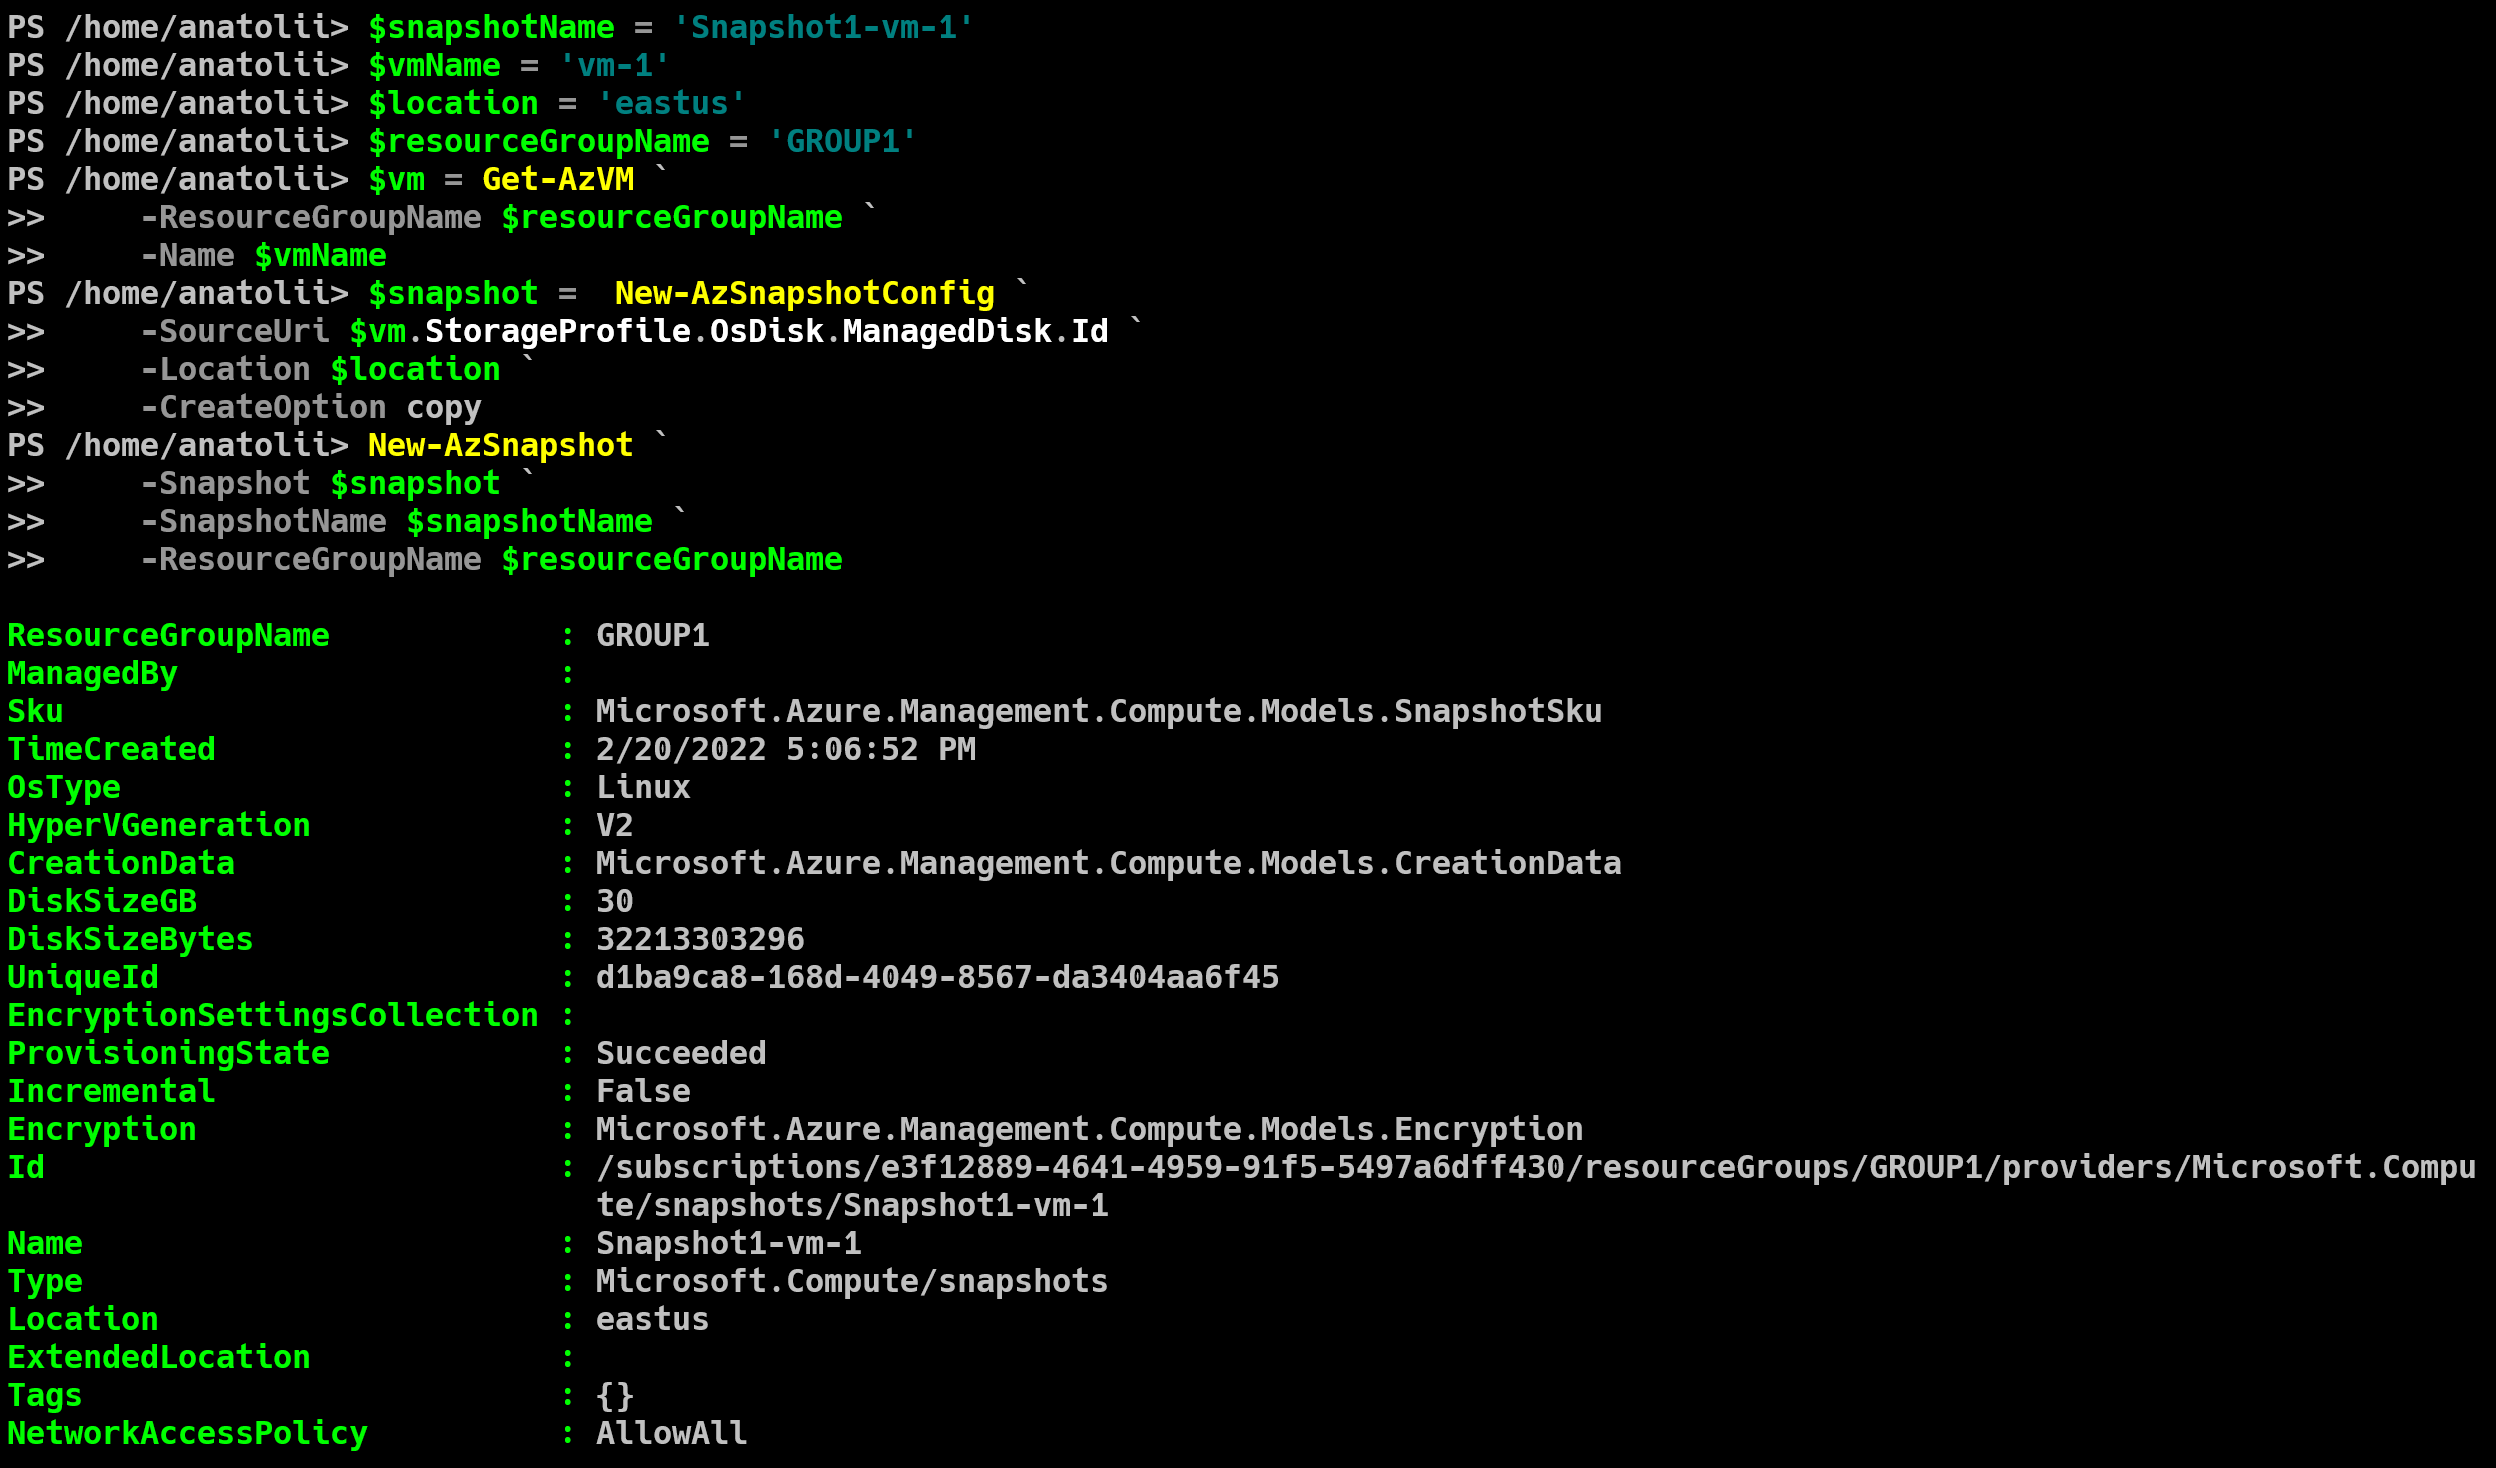 PS /home/anatolii> $snapshotName = 'Snapshot1-vm-1'
PS /home/anatolii> $vmName = 'vm-1'
PS /home/anatolii> $location = 'eastus'
PS /home/anatolii> $resourceGroupName = 'GROUP1'
PS /home/anatolii> $vm = Get-AzVM `
>>     -ResourceGroupName $resourceGroupName `
>>     -Name $vmName
PS /home/anatolii> $snapshot =  New-AzSnapshotConfig `
>>     -SourceUri $vm.StorageProfile.OsDisk.ManagedDisk.Id `
>>     -Location $location `
>>     -CreateOption copy
PS /home/anatolii> New-AzSnapshot `
>>     -Snapshot $snapshot `
>>     -SnapshotName $snapshotName `
>>     -ResourceGroupName $resourceGroupName

ResourceGroupName            : GROUP1
ManagedBy                    :
Sku                          : Microsoft.Azure.Management.Compute.Models.SnapshotSku
TimeCreated                  : 2/20/2022 5:06:52 PM
OsType                       : Linux
HyperVGeneration             : V2
CreationData                 : Microsoft.Azure.Management.Compute.Models.CreationData
DiskSizeGB                   : 30
DiskSizeBytes                : 32213303296
UniqueId                     : d1ba9ca8-168d-4049-8567-da3404aa6f45
EncryptionSettingsCollection :
ProvisioningState            : Succeeded
Incremental                  : False
Encryption                   : Microsoft.Azure.Management.Compute.Models.Encryption
Id                           : /subscriptions/e3f12889-4641-4959-91f5-5497a6dff430/resourceGroups/GROUP1/providers/Microsoft.Compu
                               te/snapshots/Snapshot1-vm-1
Name                         : Snapshot1-vm-1
Type                         : Microsoft.Compute/snapshots
Location                     : eastus
ExtendedLocation             :
Tags                         : {}
NetworkAccessPolicy          : AllowAll